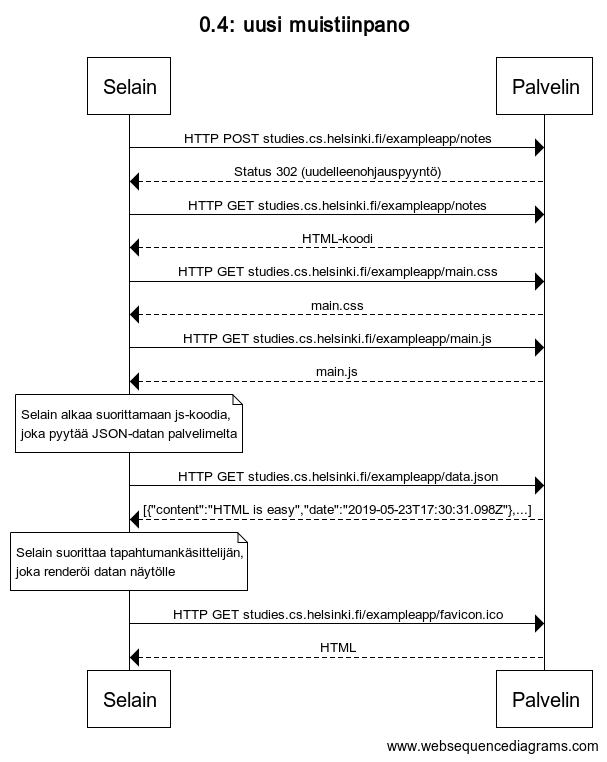 0.4: uusi muistiinpano
Selain
Palvelin
HTTP POST studies.cs.helsinki.fi/exampleapp/notes
Status 302 (uudelleenohjauspyyntö)
HTTP GET studies.cs.helsinki.fi/exampleapp/notes
HTML-koodi
HTTP GET studies.cs.helsinki.fi/exampleapp/main.css
main.css
HTTP GET studies.cs.helsinki.fi/exampleapp/main.js
main.js
Selain alkaa suorittamaan js-koodia,
joka pyytää JSON-datan palvelimelta
HTTP GET studies.cs.helsinki.fi/exampleapp/data.json
[{"content":"HTML is easy","date":"2019-05-23T17:30:31.098Z"},...]
Selain suorittaa tapahtumankäsittelijän,
joka renderöi datan näytölle
HTTP GET studies.cs.helsinki.fi/exampleapp/favicon.ico
HTML
Selain
Palvelin
www.websequencediagrams.com